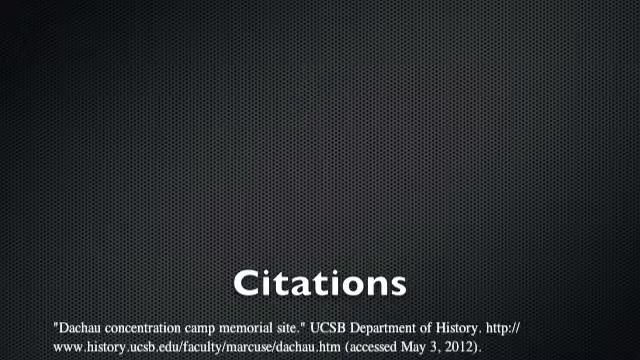 Citations
"Dachau concentration camp memorial site." UCSB Department of History. http://
www.history.ucsb.edu/faculty/marcuse/dachau.htm (accessed May 3, 2012).